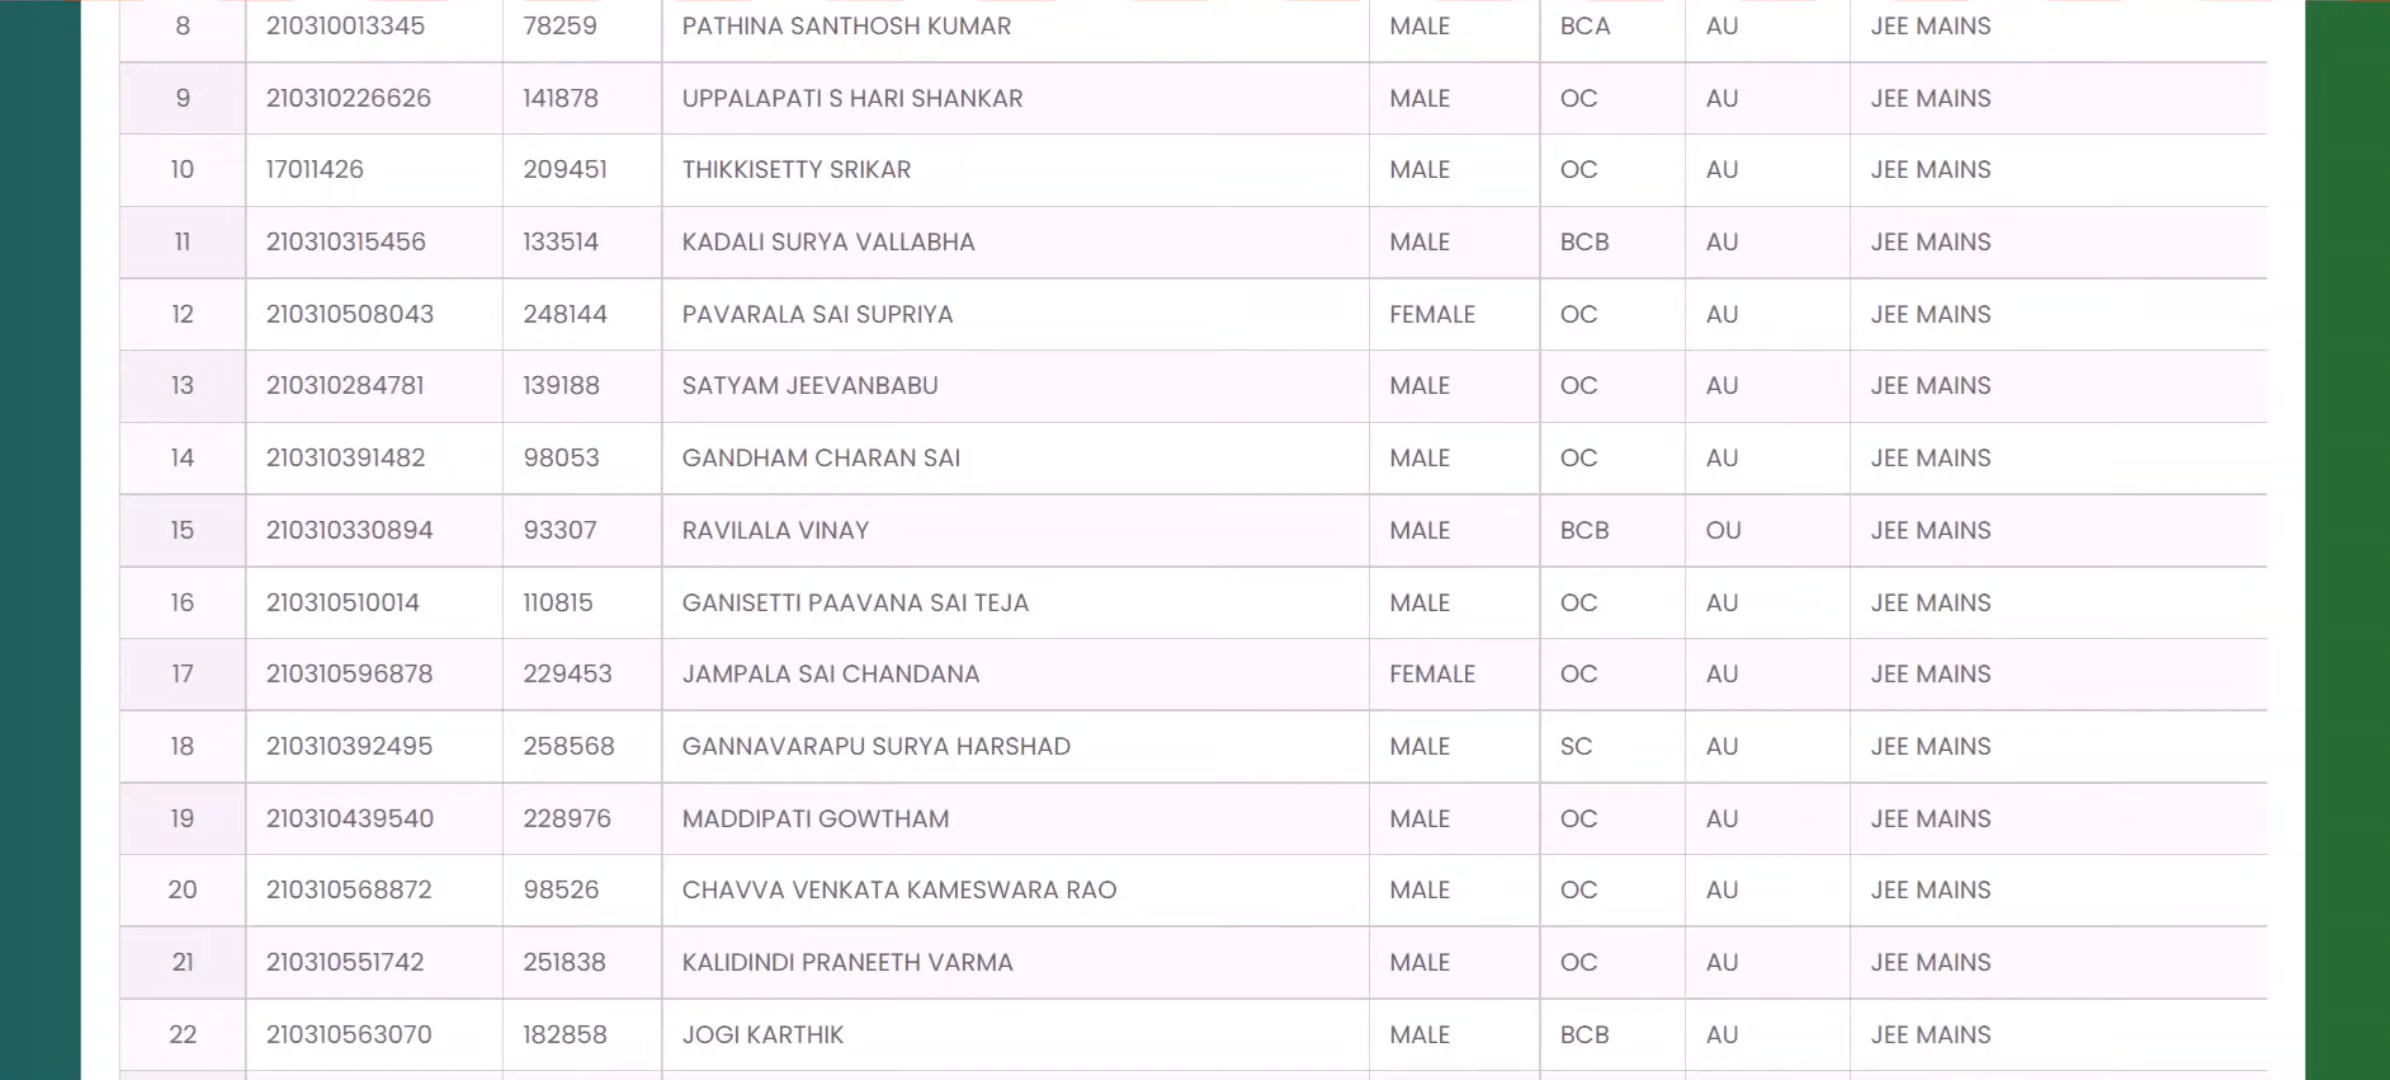 8 210310013345 78259 PATHINA SANTHOSH KUMAR MALE BCA AU JEE MAINS
9 210310226626 141878 UPPALAPATI S HARI SHANKAR MALE OC AU JEE MAINS
10 17011426 209451 THIKKISETTY SRIKAR MALE OC AU JEE MAINS
11 210310315456 133514 KADALI SURYA VALLABHA MALE BCB AU JEE MAINS
12 210310508043 248144 PAVARALA SAI SUPRIYA FEMALE OC AU JEE MAINS
13 210310284781 139188 SATYAM JEEVANBABU MALE OC AU JEE MAINS
14 210310391482 98053 GANDHAM CHARAN SAI MALE OC AU JEE MAINS
15 210310330894 93307 RAVILALA VINAY MALE BCB OU JEE MAINS
16 210310510014 110815 GANISETTI PAAVANA SAI TEJA MALE OC AU JEE MAINS
17 210310596878 229453 JAMPALA SAI CHANDANA FEMALE OC AU JEE MAINS
18 210310392495 258568 GANNAVARAPU SURYA HARSHAD MALE SC AU JEE MAINS
19 210310439540 228976 MADDIPATI GOWTHAM MALE OC AU JEE MAINS
20 210310568872 98526 CHAVVA VENKATA KAMESWARA RAO MALE OC AU JEE MAINS
21 210310551742 251838 KALIDINDI PRANEETH VARMA MALE OC AU JEE MAINS
22 210310563070 182858 JOGI KARTHIK MALE BCB AU JEE MAINS